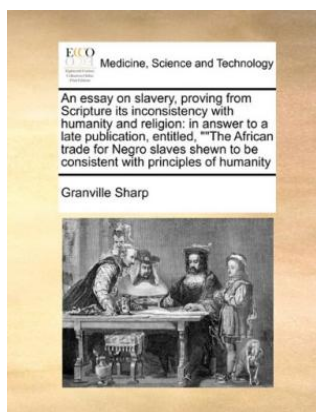 ECCO
Medicine, Science and Technology
An essay on slavery, proving from
Scripture its inconsistency with
humanity and religion: in answer to a
late publication, entitled, ""The African
trade for Negro slaves shewn to be
consistent with principles of humanity
Granville Sharp